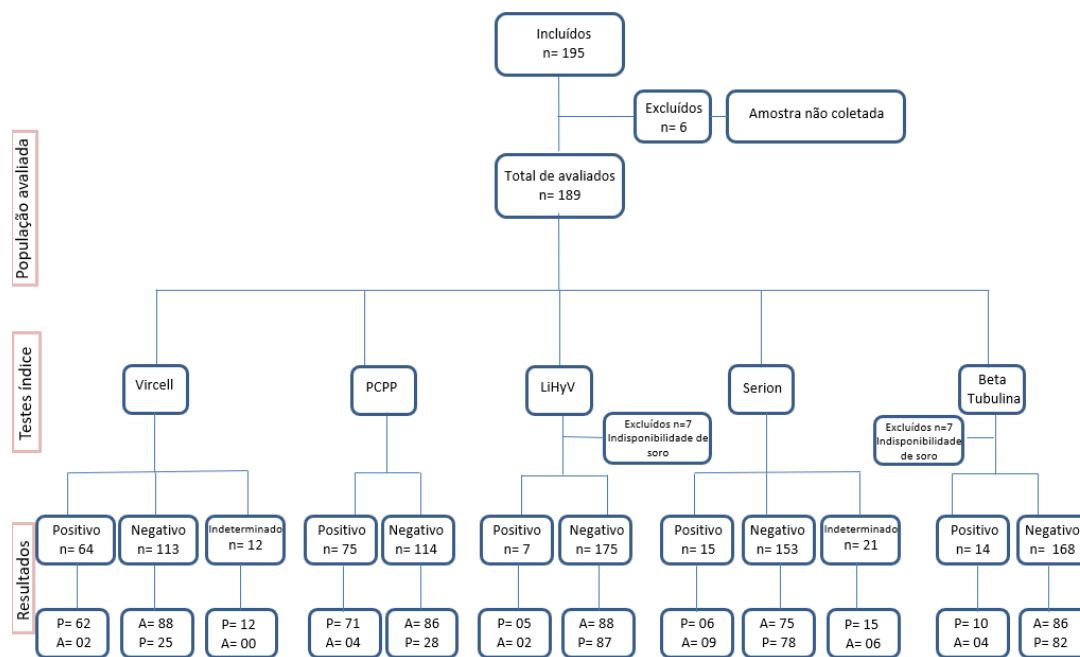 Incluídos
n= 195
Excluídos
n= 6
Amostra não coletada
População avaliada
Total de avaliados
n= 189
Testes índice
Vircell
PCPP
LiHyV
Serion
Beta
Tubulina
Excluídos n=7
Indisponibilidade de
soro
Excluídos n=7
Indisponibilidade
de soro
Resultados
Positivo
n= 64
Negativo
n= 113
Indeterminado
n= 12
Positivo
n= 75
Negativo
n= 114
Positivo
n= 7
Negativo
n= 175
Positivo
n= 15
Negativo
n= 153
Indeterminado
n= 21
Positivo
n= 14
Negativo
n= 168
P= 62
A= 02
A= 88
P= 25
P= 12
A= 00
P= 71
A= 04
A= 86
P= 28
P= 05
A= 02
A= 88
P= 87
P= 06
A= 09
A= 75
P= 78
P= 15
A= 06
P= 10
A= 04
A= 86
P= 82